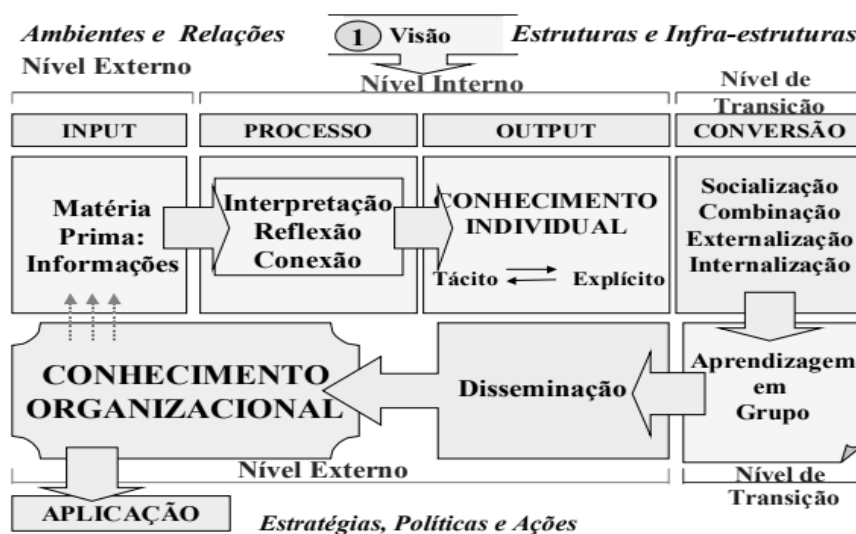 Ambientes e Relações
1 Visão
Estruturas e Infra-estruturas
Nível Externo
Nível Interno
Nível de
Transição
INPUT
PROCESSO
OUTPUT
CONVERSÃO
Matéria
Prima:
Informações
Interpretação
Reflexão
Conexão
CONHECIMENTO
INDIVIDUAL
Tácito Explícito
Socialização
Combinação
Externalização
Internalização
CONHECIMENTO
ORGANIZACIONAL
Disseminação
Aprendizagem
em
Grupo
Nível Externo
Nível de
Transição
APLICAÇÃO
Estratégias, Políticas e Ações